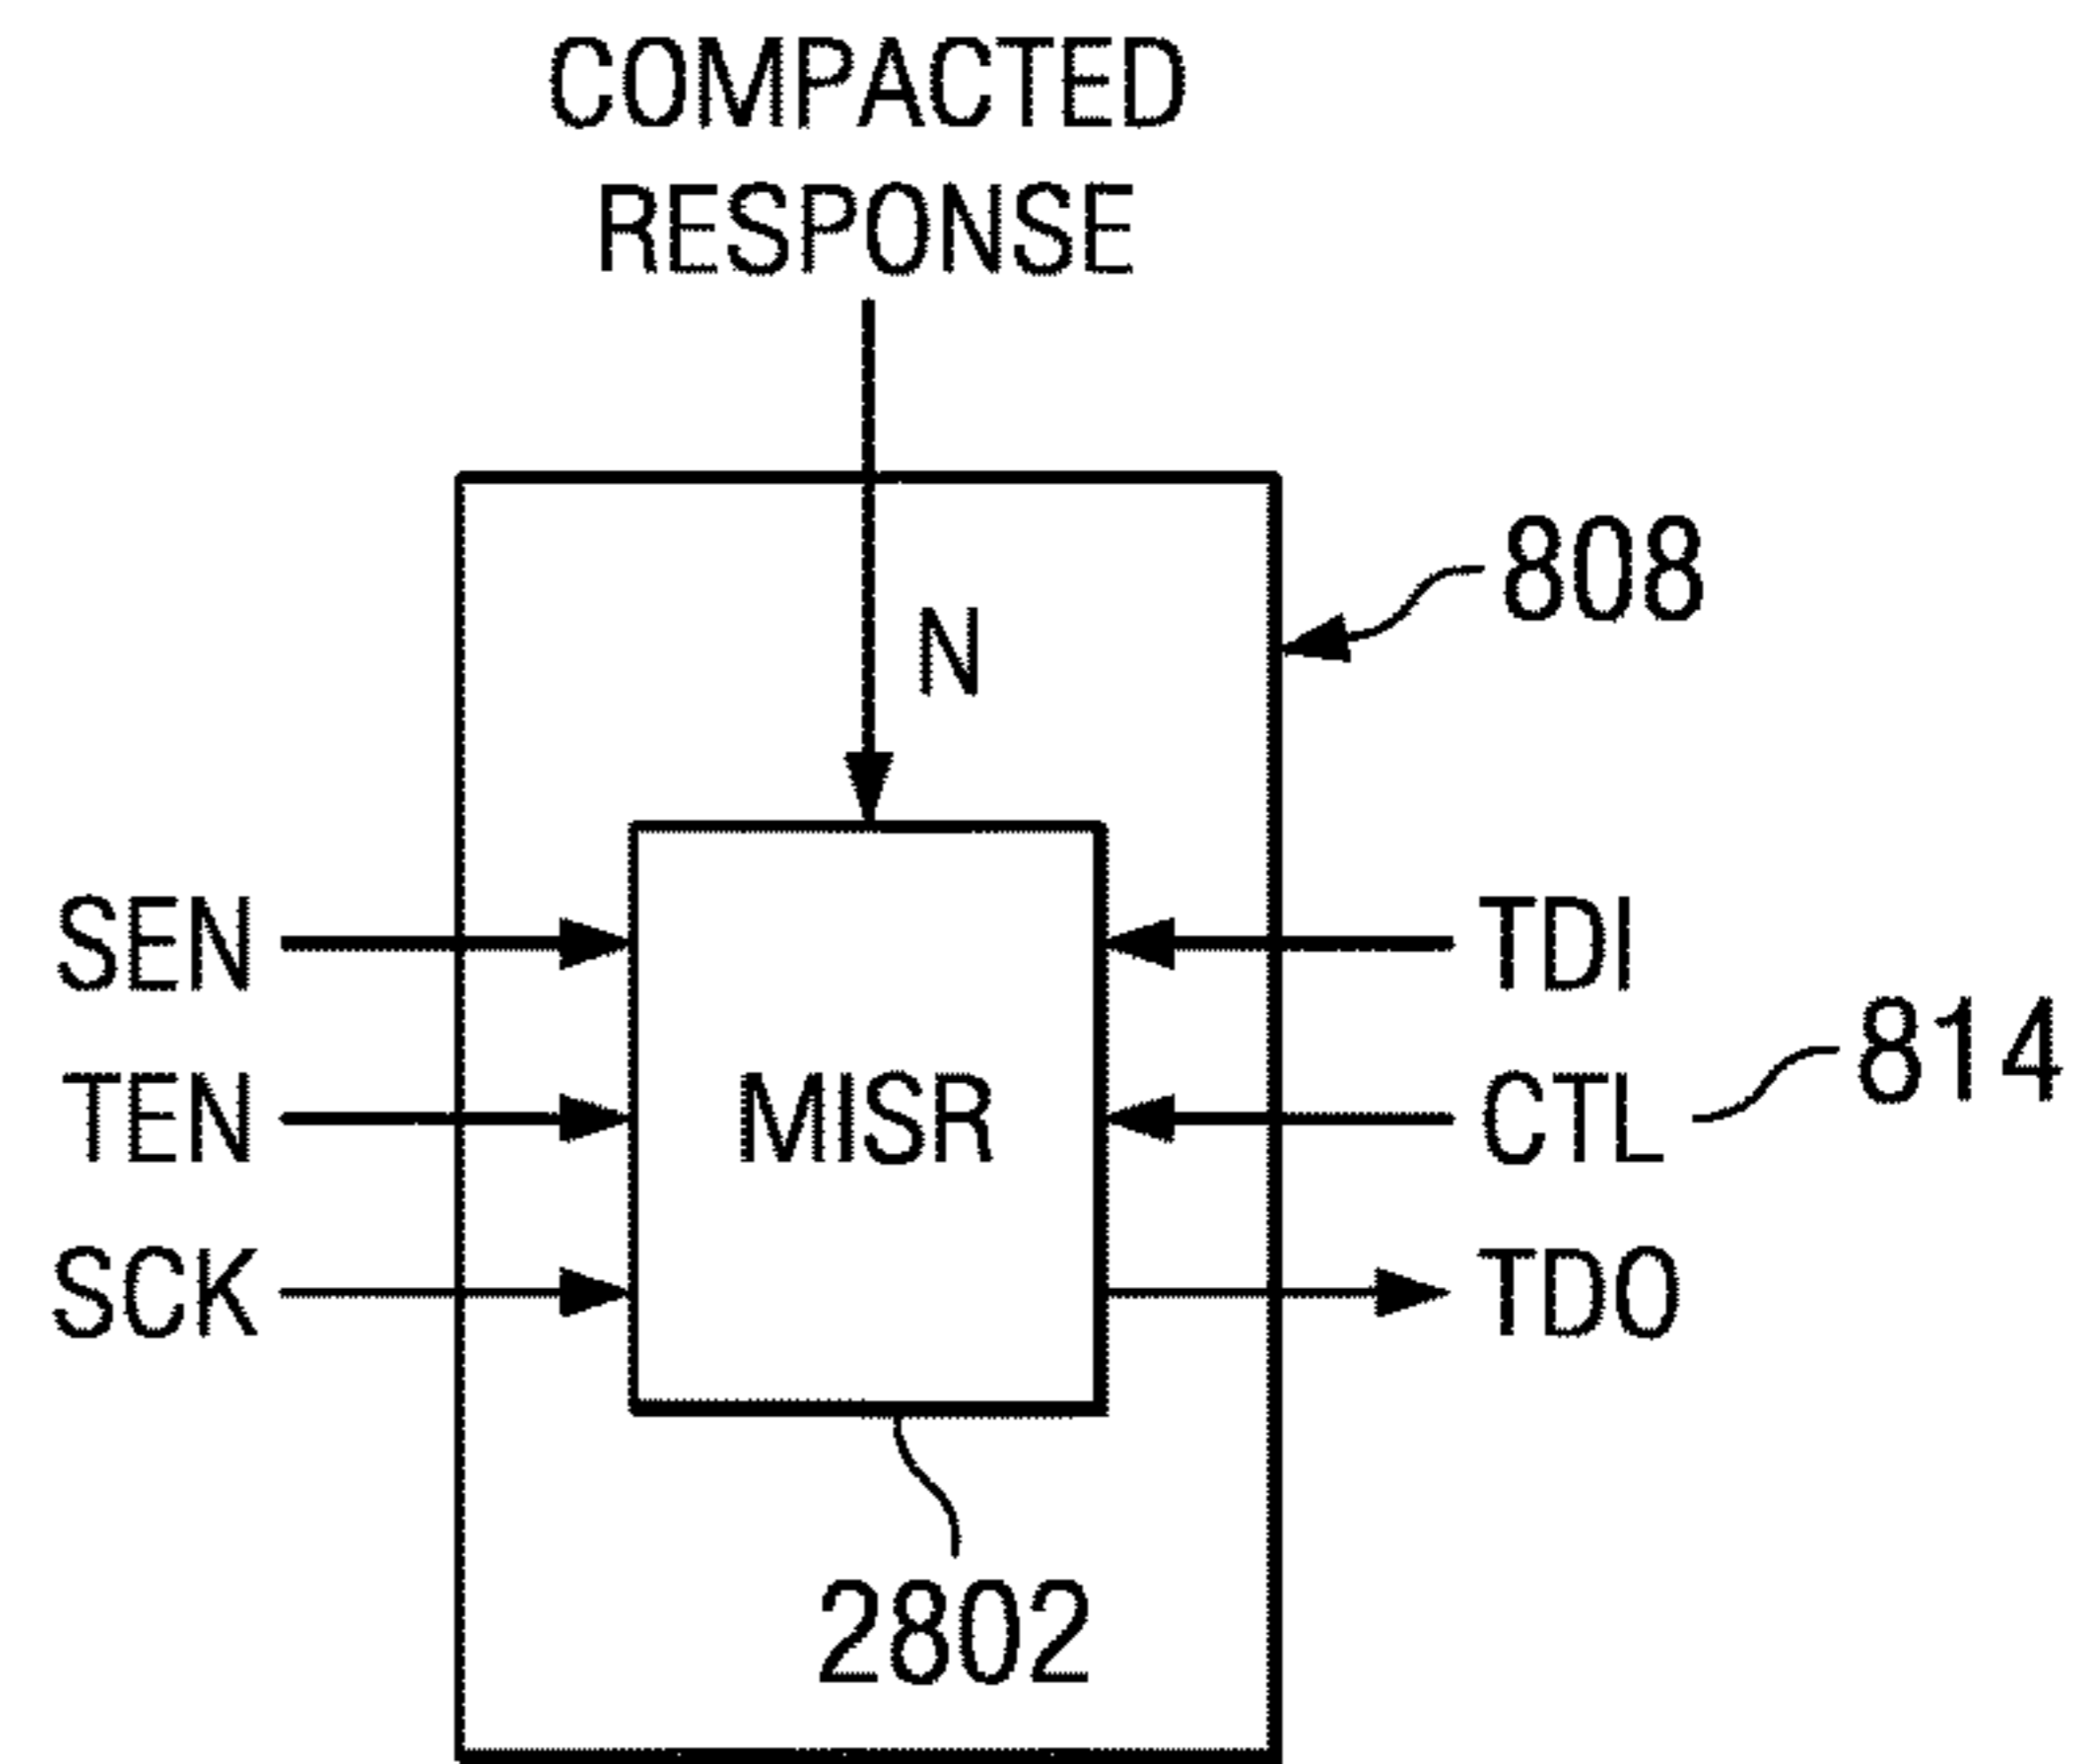 COMPACTED
RESPONSE
N
808
SEN
TDI
TEN
MISR
CTL
814
SCK
TDO
2802